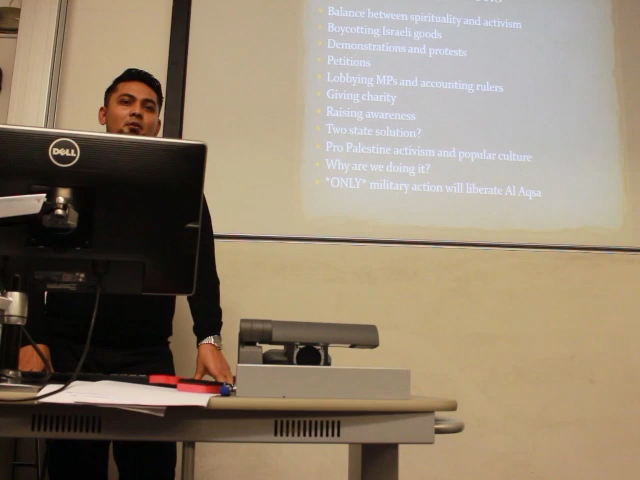 Balance between spirituality and activism
Boycotting Israeli goods
Demonstrations and protests
Petitions
Lobbying MPs and accounting rulers
Giving charity
Raising awareness
Two state solution?
Pro Palestine activism and popular culture
Why are we doing it?
*ONLY* military action will liberate Al Aqsa
DELL